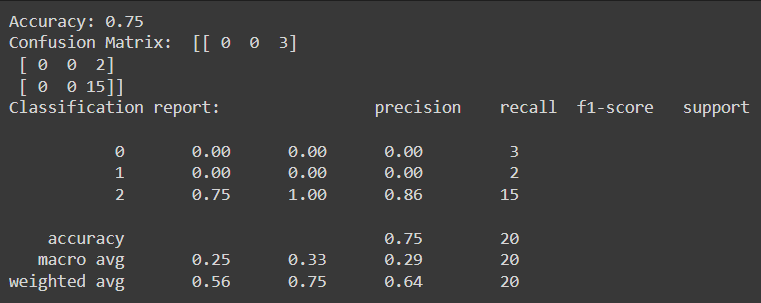 Accuracy: 0.75
Confusion Matrix:  [[ 0  0  3]
 [ 0  0  2]
 [ 0  0 15]]
Classification report:               precision    recall  f1-score   support

           0       0.00      0.00      0.00         3
           1       0.00      0.00      0.00         2
           2       0.75      1.00      0.86        15

    accuracy                           0.75        20
   macro avg       0.25      0.33      0.29        20
weighted avg       0.56      0.75      0.64        20